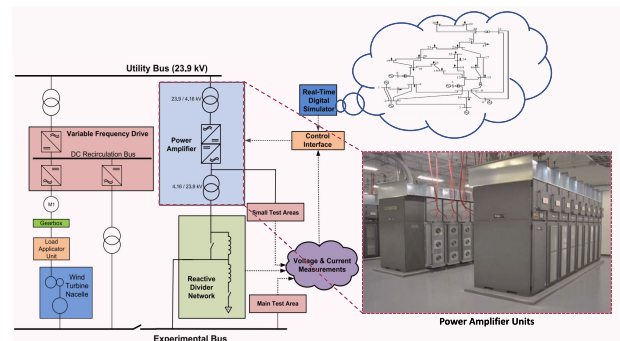 Utility Bus (23,9 kV)
23,9 / 4,16 kV
Power
Amplifier
4,16 / 23,9 kV
Variable Frequency Drive
DC Recirculation Bus
M1
Gearbox
Load
Applicator
Unit
Wind
Turbine
Nacelle
Reactive
Divider
Network
Real-Time
Digital
Simulator
Control
Interface
Small Test Areas
Voltage & Current
Measurements
Main Test Area
Experimental Bus
Power Amplifier Units